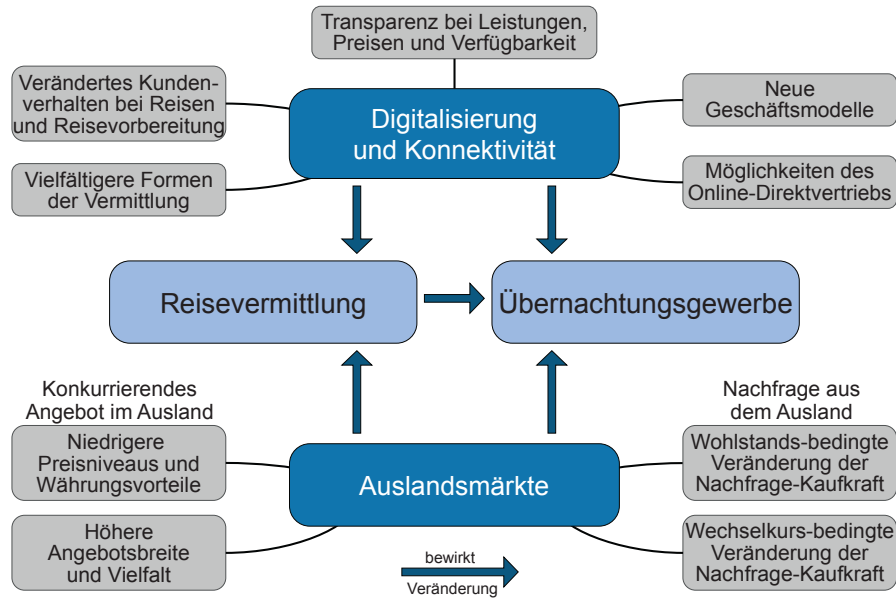 Transparenz bei Leistungen,
Preisen und Verfügbarkeit
Verändertes Kunden-
verhalten bei Reisen
und Reisevorbereitung
Digitalisierung
und Konnektivität
Neue
Geschäftsmodelle
Vielfältigere Formen
der Vermittlung
Möglichkeiten des
Online-Direktvertriebs
Reisevermittlung
Übernachtungsgewerbe
Konkurrierendes
Angebot im Ausland
Nachfrage aus
dem Ausland
Niedrigere
Preisniveaus und
Währungsvorteile
Auslandsmärkte
Wohlstands-bedingte
Veränderung der
Nachfrage-Kaufkraft
Höhere
Angebotsbreite
und Vielfalt
Wechselkurs-bedingte
Veränderung der
Nachfrage-Kaufkraft
bewirkt
Veränderung